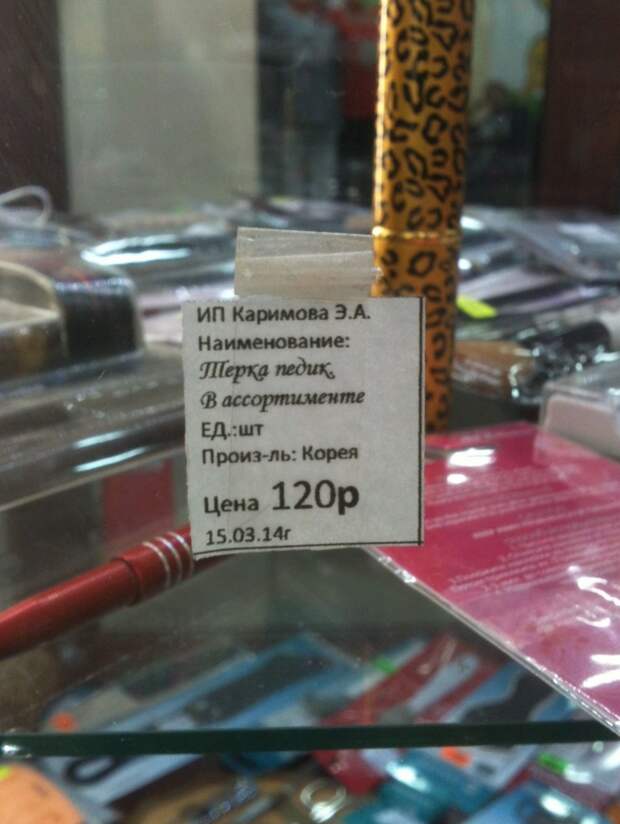 ИП Каримова Э.А.
Наименование:
Терка педик,
В ассортименте
ЕД.:шт
Произ-ль: Корея
Цена 120р
15.03.14г